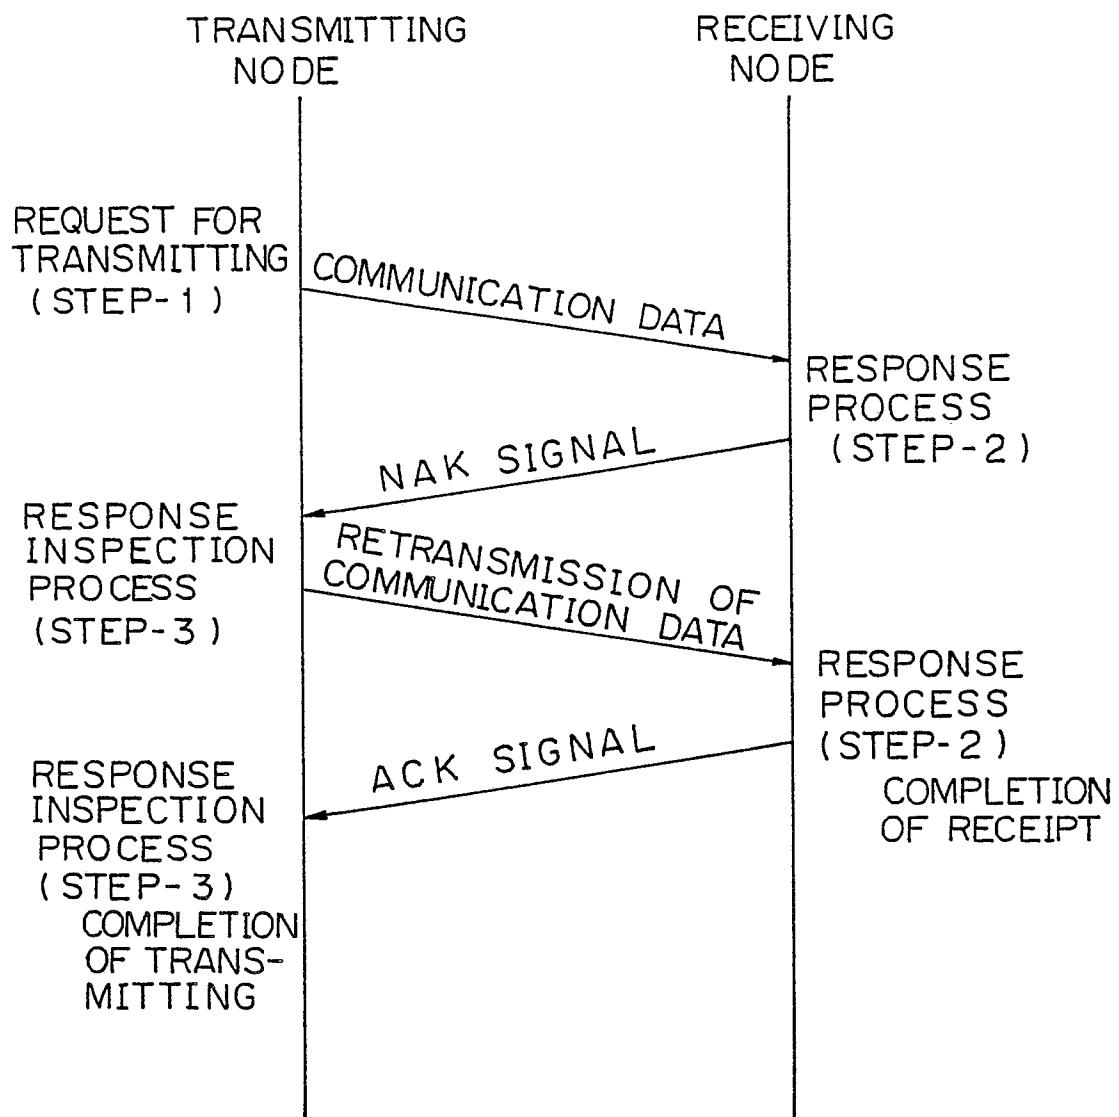 TRANSMITTING
NODE
RECEIVING
NODE
REQUEST FOR
TRANSMITTING
(STEP-1)
COMMUNICATION DATA
RESPONSE
PROCESS
(STEP-2)
NAK SIGNAL
RESPONSE
INSPECTION
PROCESS
(STEP-3)
RETRANSMISSION OF
COMMUNICATION DATA
RESPONSE
PROCESS
(STEP-2)
COMPLETION
OF RECEIPT
ACK SIGNAL
RESPONSE
INSPECTION
PROCESS
(STEP-3)
COMPLETION
OF TRANS-
MITTING